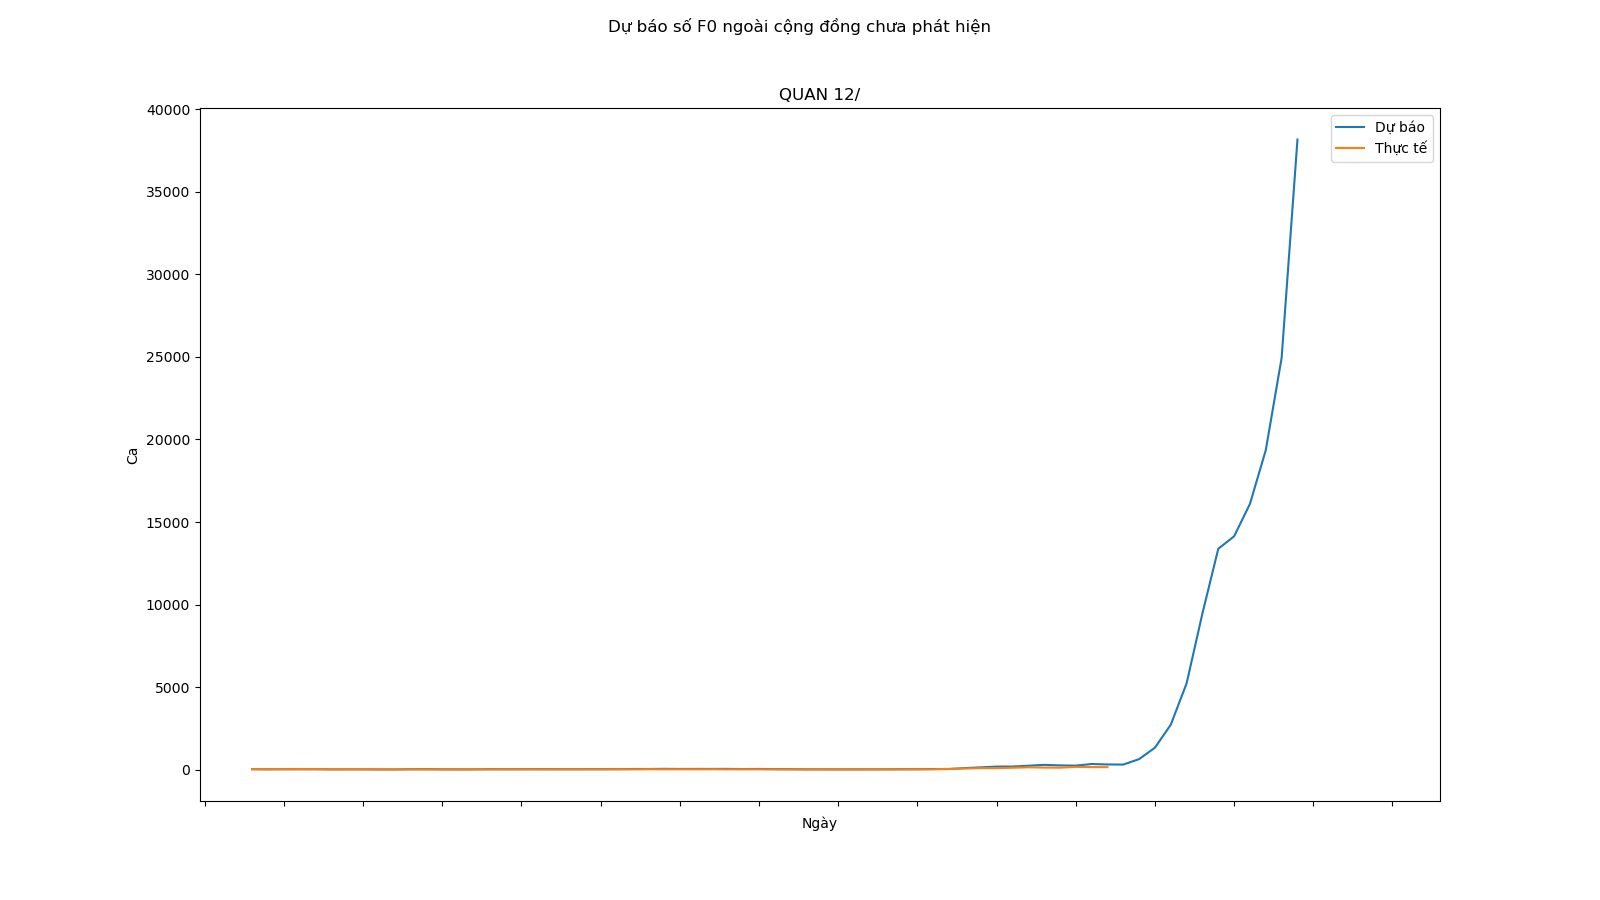 Dự báo số F0 ngoài cộng đồng chưa phát hiện
QUAN 12/
40000
35000
30000
25000
20000
15000
10000
5000
0
Ca
Dự báo
Thực tế
Ngày